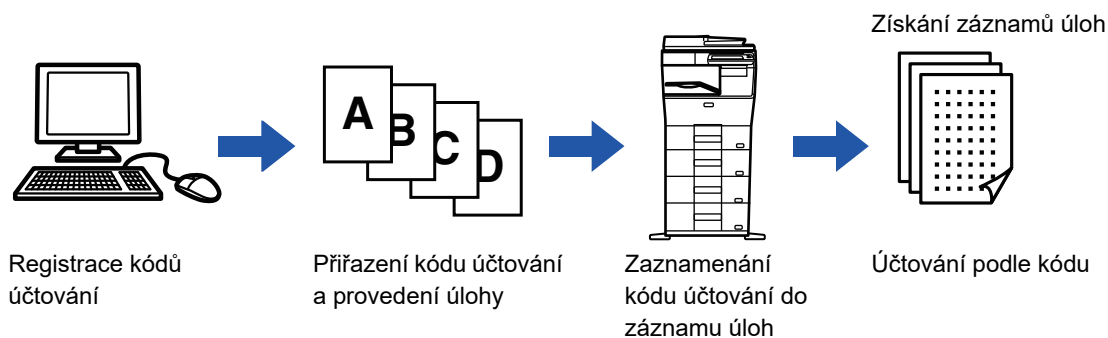 Získání záznamů úloh
A
B
C
D
Registrace kódů
účtování
Přiřazení kódu účtování
a provedení úlohy
Zaznamenání
kódu účtování do
záznamu úloh
Účtování podle kódu